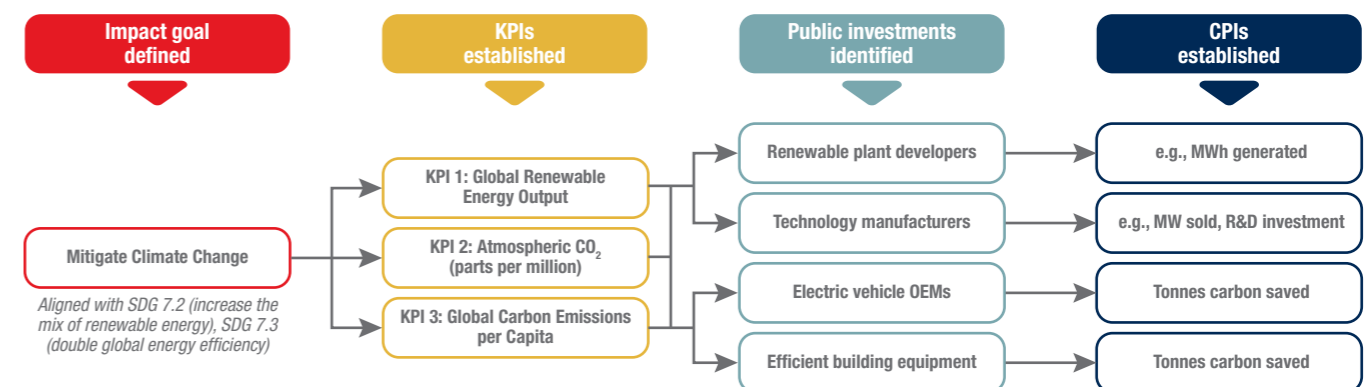 Impact goal
defined
KPIs
established
Public investments
identified
CPIs
established
Mitigate Climate Change
Aligned with SDG 7.2 (increase the
mix of renewable energy), SDG 7.3
(double global energy efficiency)
KPI 1: Global Renewable
Energy Output
KPI 2: Atmospheric CO₂
(parts per million)
KPI 3: Global Carbon Emissions
per Capita
Renewable plant developers
Technology manufacturers
Electric vehicle OEMs
Efficient building equipment
e.g., MWh generated
e.g., MW sold, R&D investment
Tonnes carbon saved
Tonnes carbon saved